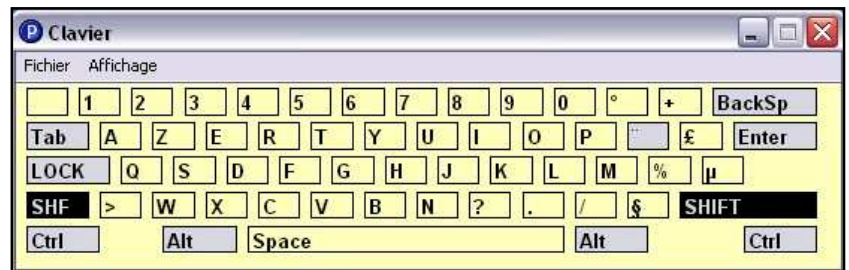 P Clavier
Fichier Affichage
1 2 3 4 5 6 7 8 9 0 ° + BackSp
Tab A Z E R T Y U I O P ¨ £ Enter
LOCK Q S D F G H J K L M % µ
SHF > W X C V B N ? . / § SHIFT
Ctrl Alt Space Alt Ctrl